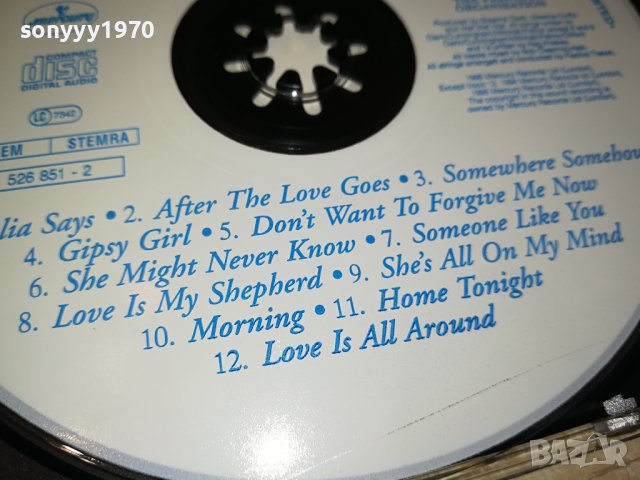 sonyyy1970
mercury
COMPACT
disc
DIGITAL AUDIO
LC 7342
STEMRA
526 851 - 2
lia Says • 2. After The Love Goes • 3. Somewhere Somehow
4. Gipsy Girl • 5. Don't Want To Forgive Me Now
6. She Might Never Know • 7. Someone Like You
8. Love Is My Shepherd • 9. She's All On My Mind
10. Morning • 11. Home Tonight
12. Love Is All Around
BAZAR